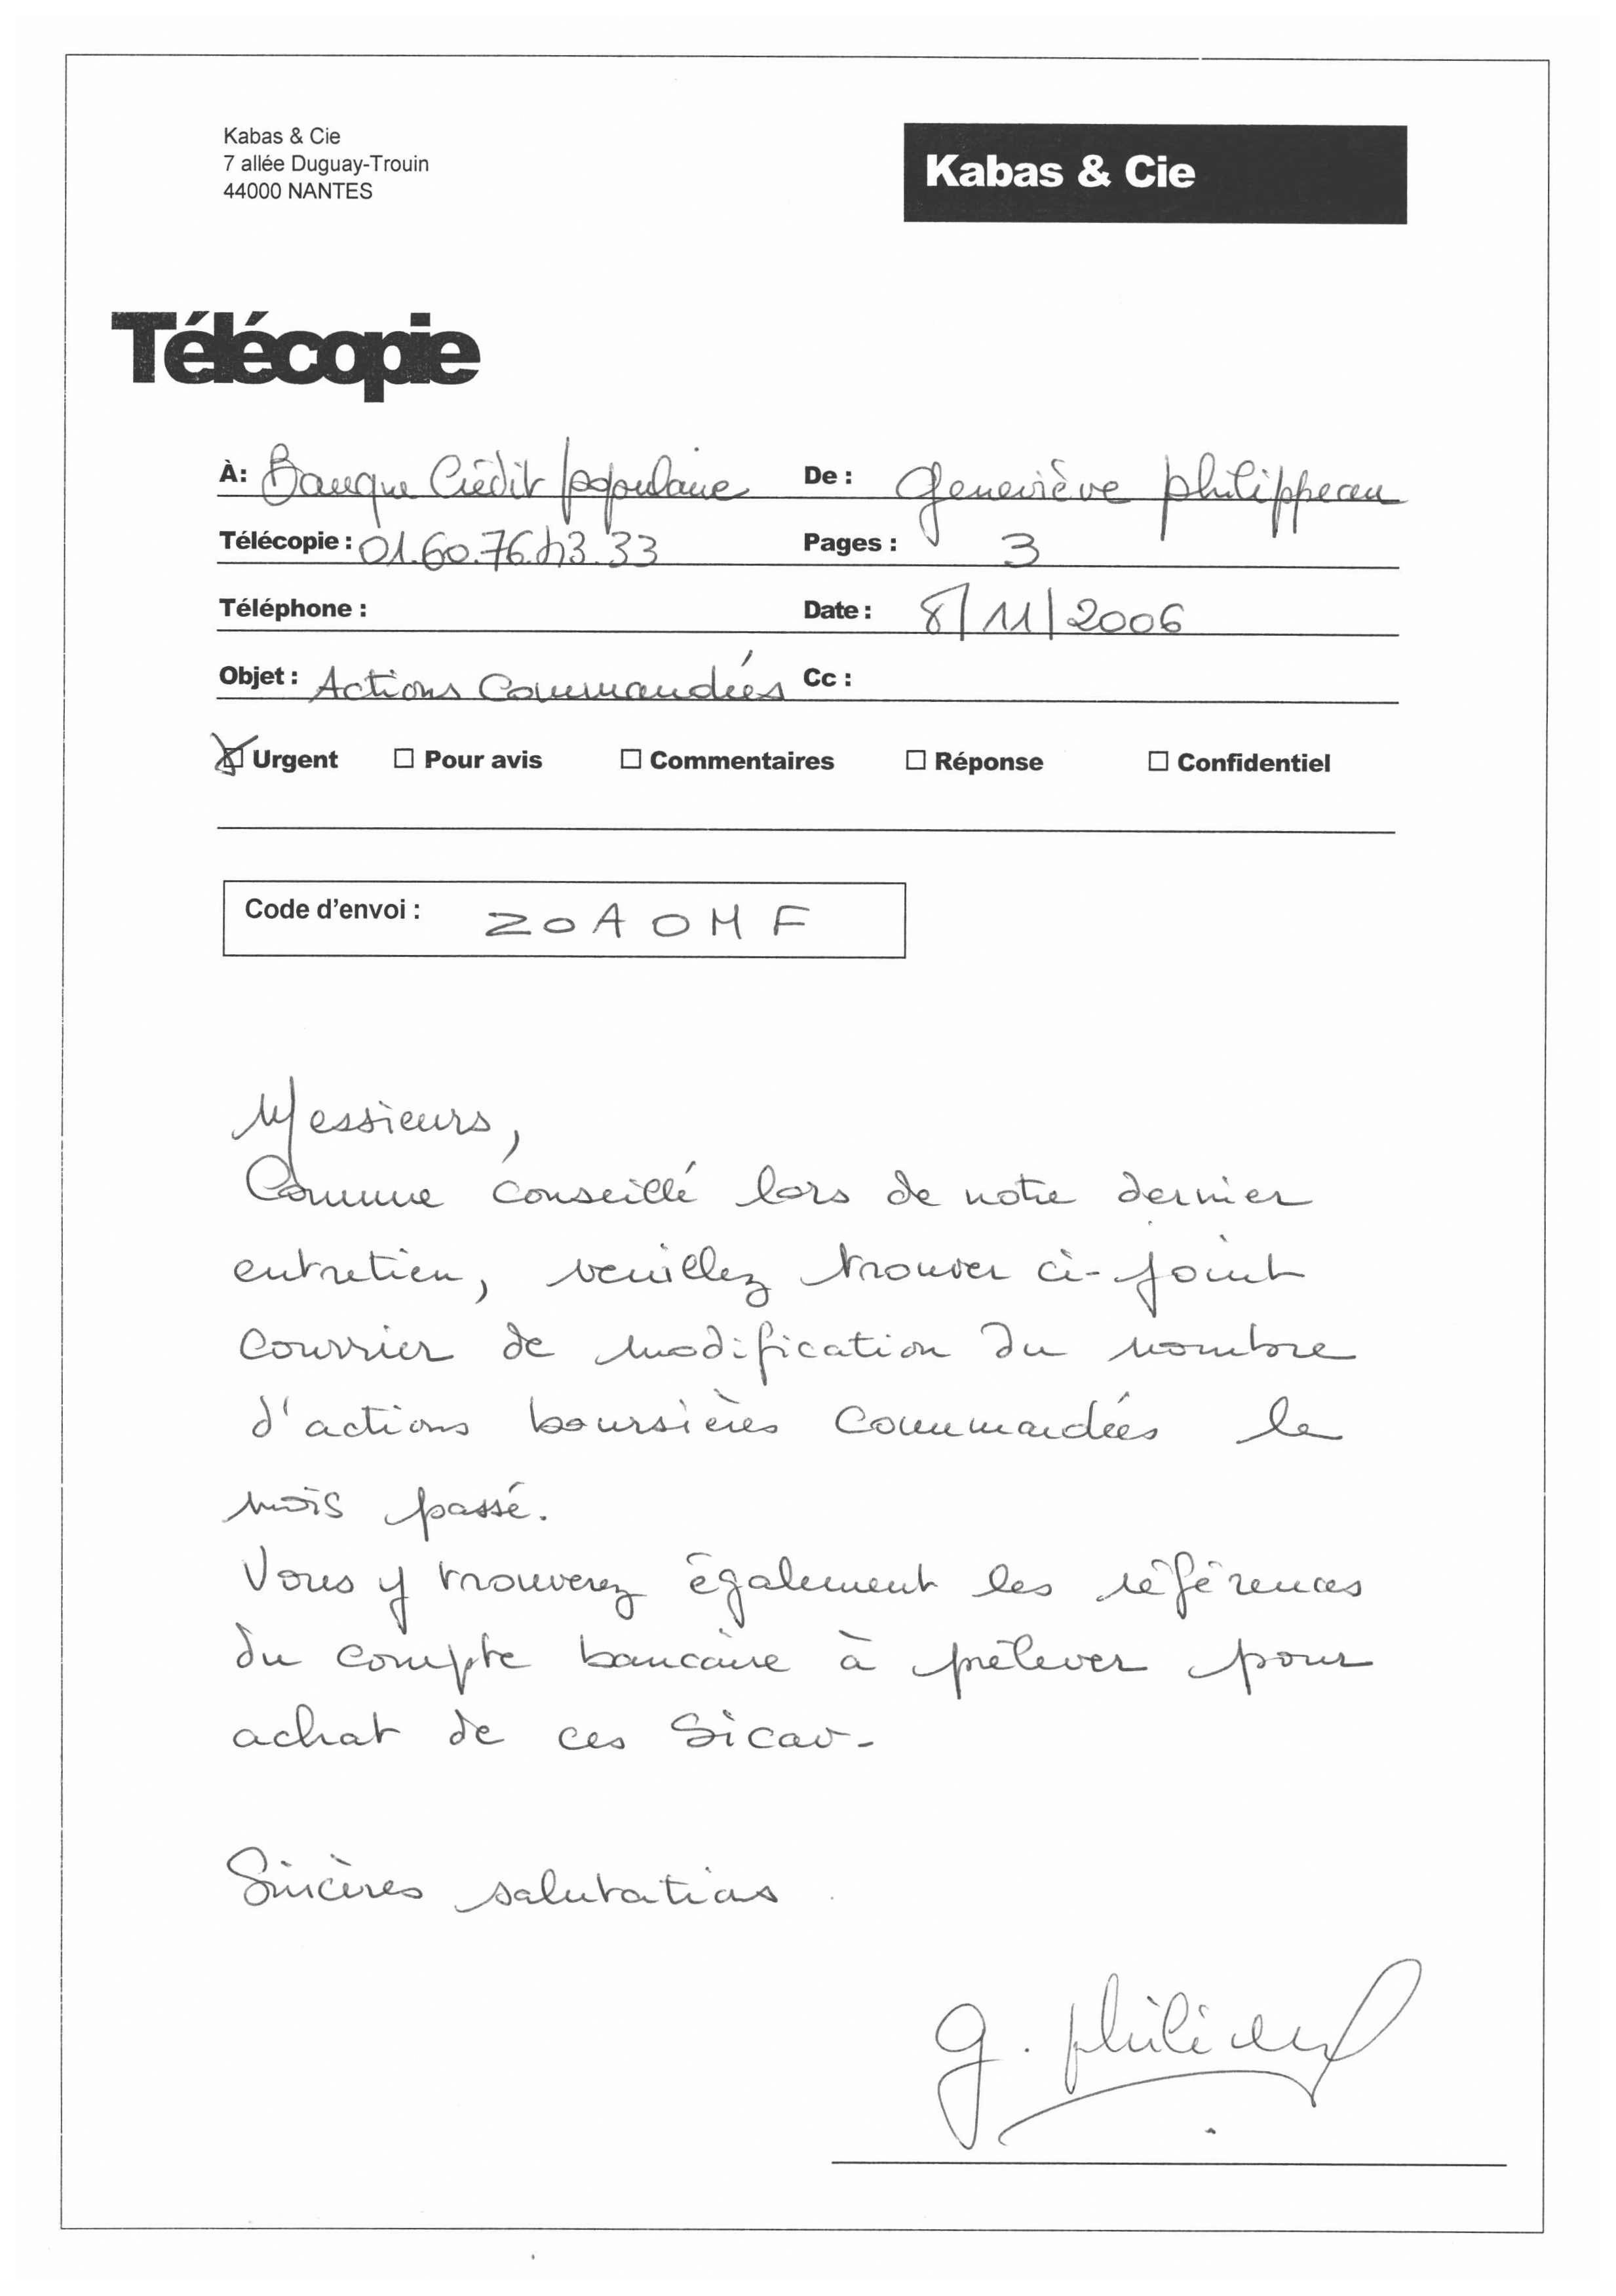 Kabas & Cie
7 allée Duguay-Trouin
44000 NANTES
Kabas & Cie
Télécopie
À: Banque Crédit populaire De : Geneviève Philippeau
Télécopie : 01.60.76.43.33 Pages : 3
Téléphone : Date : 8/11/2006
Objet : Actions Commandées Cc :
Urgent Pour avis Commentaires Réponse Confidentiel
Code d'envoi : ZOAOMF
Messieurs,
Comme conseillé lors de notre dernier
entretien, veuillez trouver ci-joint
courrier de modification du nombre
d'actions boursières commandées le
mois passé.
Vous y trouverez également les références
du compte bancaire à prélever pour
achat de ces Sicav-
Sincères salutations